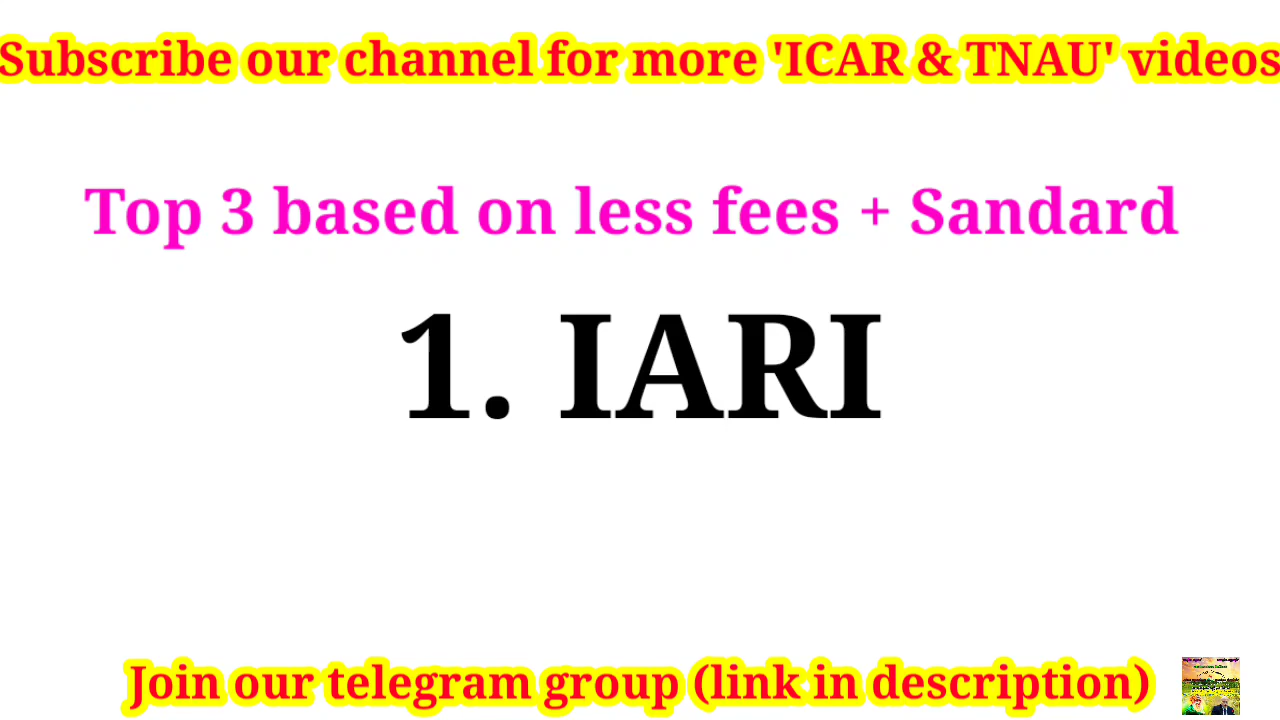 Subscribe our channel for more 'ICAR & TNAU' videos
Top 3 based on less fees + Sandard
1. IARI
Join our telegram group (link in description)